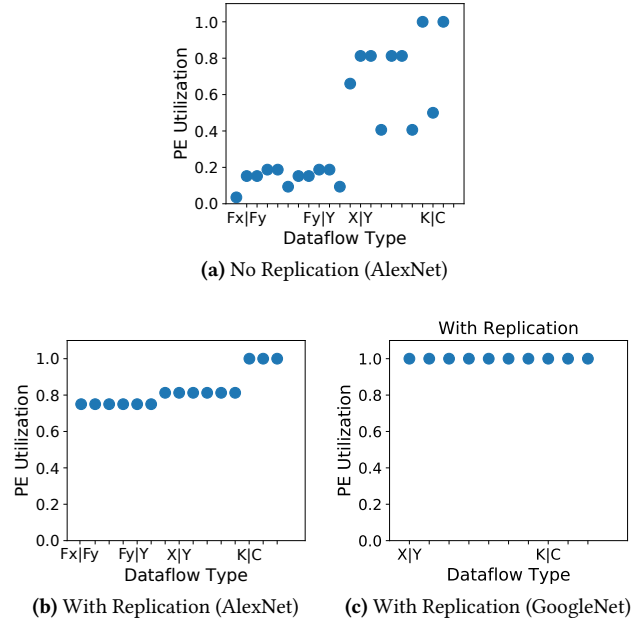 1.0
0.8
0.6
0.4
0.2
0.0
PE Utilization
Fx|Fy Fy|Y X|Y K|C
Dataflow Type
(a) No Replication (AlexNet)
1.0
0.8
0.6
0.4
0.2
0.0
PE Utilization
Fx|Fy Fy|Y X|Y K|C
Dataflow Type
(b) With Replication (AlexNet)
With Replication
1.0
0.8
0.6
0.4
0.2
0.0
PE Utilization
X|Y K|C
Dataflow Type
(c) With Replication (GoogleNet)